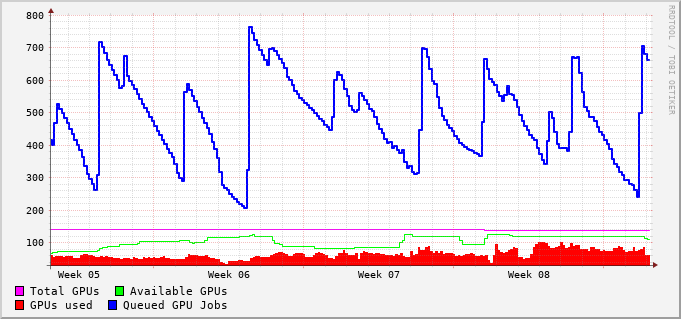 800
700
600
500
400
300
200
100
Week 05 Week 06 Week 07 Week 08
Total GPUs Available GPUs
GPUs used Queued GPU Jobs
RRDTOOL / TOBI OETIKER